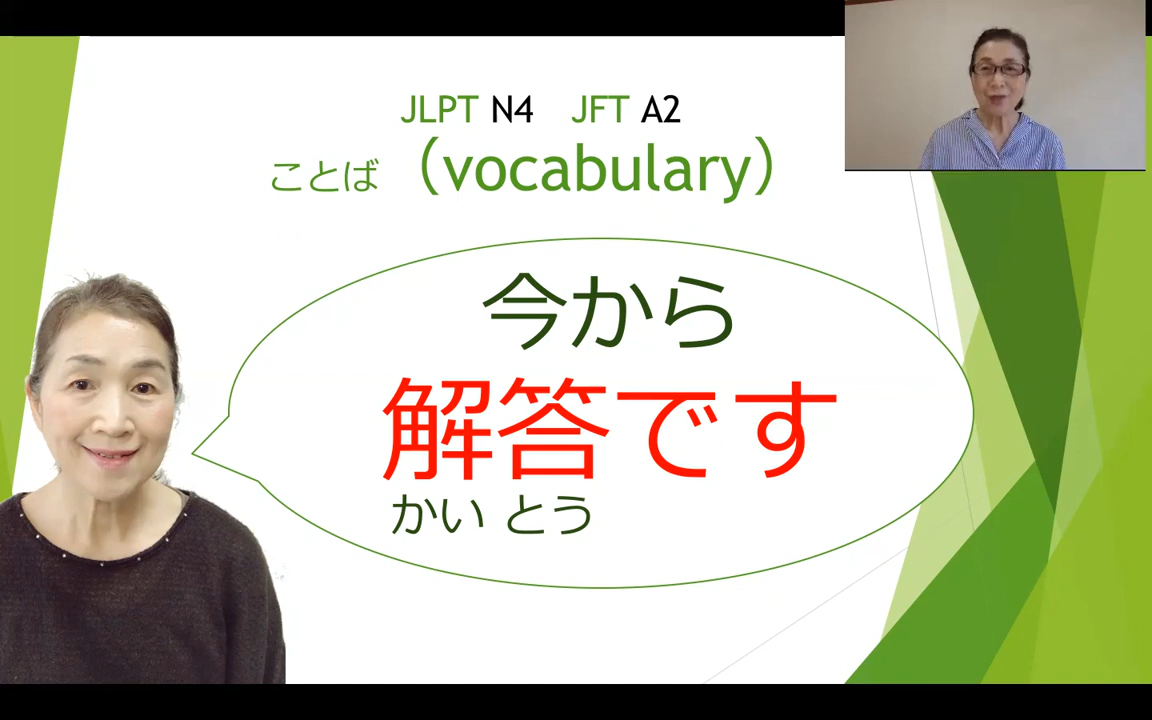 JLPT N4 JFT A2
ことば (vocabulary)
今から
解答です
かい とう